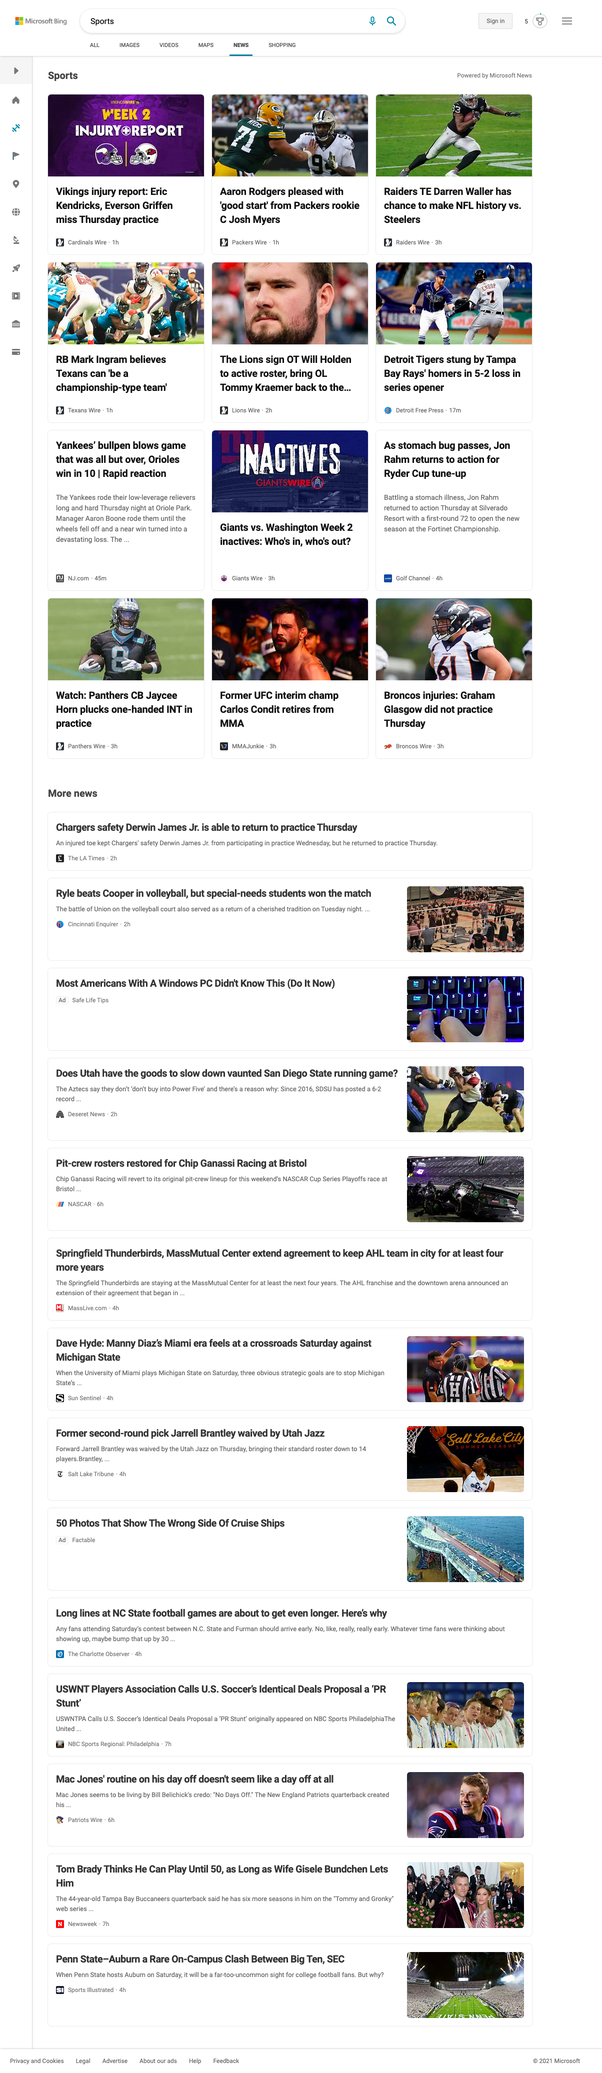 Microsoft Bing
Sports
Sign in
5
ALL
IMAGES
VIDEOS
MAPS
NEWS
SHOPPING
Sports
Powered by Microsoft News
WEEK 2
INJURY REPORT
Vikings injury report: Eric
Kendricks, Everson Griffen
miss Thursday practice
Cardinals Wire · 1h
71
Aaron Rodgers pleased with
'good start' from Packers rookie
C Josh Myers
Packers Wire · 1h
Raiders TE Darren Waller has
chance to make NFL history vs.
Steelers
Raiders Wire · 3h
RB Mark Ingram believes
Texans can 'be a
championship-type team'
Texans Wire · 1h
The Lions sign OT Will Holden
to active roster, bring OL
Tommy Kraemer back to the...
Lions Wire · 2h
7
Detroit Tigers stung by Tampa
Bay Rays' homers in 5-2 loss in
series opener
Detroit Free Press · 17m
Yankees' bullpen blows game
that was all but over, Orioles
win in 10 | Rapid reaction
The Yankees rode their low-leverage relievers
long and hard Thursday night at Oriole Park.
Manager Aaron Boone rode them until the
wheels fell off and a near win turned into a
devastating loss. The ...
NJ.com · 45m
INACTIVES
GIANTSWIRE
Giants vs. Washington Week 2
inactives: Who's in, who's out?
Giants Wire · 3h
As stomach bug passes, Jon
Rahm returns to action for
Ryder Cup tune-up
Battling a stomach illness, Jon Rahm
returned to action Thursday at Silverado
Resort with a first-round 72 to open the new
season at the Fortinet Championship.
Golf Channel · 4h
8
Watch: Panthers CB Jaycee
Horn plucks one-handed INT in
practice
Panthers Wire · 3h
Former UFC interim champ
Carlos Condit retires from
MMA
MMAJunkie · 3h
61
Broncos injuries: Graham
Glasgow did not practice
Thursday
Broncos Wire · 3h
More news
Chargers safety Derwin James Jr. is able to return to practice Thursday
An injured toe kept Chargers' safety Derwin James Jr. from participating in practice Wednesday, but he returned to practice Thursday.
The LA Times · 2h
Ryle beats Cooper in volleyball, but special-needs students won the match
The battle of Union on the volleyball court also served as a return of a cherished tradition on Tuesday night. ...
Cincinnati Enquirer · 2h
Most Americans With A Windows PC Didn't Know This (Do It Now)
Ad Safe Life Tips
Does Utah have the goods to slow down vaunted San Diego State running game?
The Aztecs say they don't 'don't buy into Power Five' and there's a reason why: Since 2016, SDSU has posted a 6-2
record ...
Deseret News · 2h
Pit-crew rosters restored for Chip Ganassi Racing at Bristol
Chip Ganassi Racing will revert to its original pit-crew lineup for this weekend's NASCAR Cup Series Playoffs race at
Bristol ...
NASCAR · 6h
Springfield Thunderbirds, MassMutual Center extend agreement to keep AHL team in city for at least four
more years
The Springfield Thunderbirds are staying at the MassMutual Center for at least the next four years. The AHL franchise and the downtown arena announced an
extension of their agreement that began in ...
MassLive.com · 4h
Dave Hyde: Manny Diaz's Miami era feels at a crossroads Saturday against
Michigan State
When the University of Miami plays Michigan State on Saturday, three obvious strategic goals are to stop Michigan
State's ...
Sun Sentinel · 4h
Former second-round pick Jarrell Brantley waived by Utah Jazz
Forward Jarrell Brantley was waived by the Utah Jazz on Thursday, bringing their standard roster down to 14
players.Brantley, ...
Salt Lake Tribune · 4h
Salt Lake City
SUMMER LEAGUE
50 Photos That Show The Wrong Side Of Cruise Ships
Ad Factable
Long lines at NC State football games are about to get even longer. Here's why
Any fans attending Saturday's contest between N.C. State and Furman should arrive early. No, like, really, really early. Whatever time fans were thinking about
showing up, maybe bump that up by 30 ...
The Charlotte Observer · 4h
USWNT Players Association Calls U.S. Soccer's Identical Deals Proposal a 'PR
Stunt'
USWNTPA Calls U.S. Soccer's Identical Deals Proposal a 'PR Stunt' originally appeared on NBC Sports PhiladelphiaThe
United ...
NBC Sports Regional: Philadelphia · 7h
Mac Jones' routine on his day off doesn't seem like a day off at all
Mac Jones seems to be living by Bill Belichick's credo: "No Days Off." The New England Patriots quarterback created
his ...
Patriots Wire · 6h
Tom Brady Thinks He Can Play Until 50, as Long as Wife Gisele Bundchen Lets
Him
The 44-year-old Tampa Bay Buccaneers quarterback said he has six more seasons in him on the "Tommy and Gronky"
web series ...
Newsweek · 7h
Penn State–Auburn a Rare On-Campus Clash Between Big Ten, SEC
When Penn State hosts Auburn on Saturday, it will be a far-too-uncommon sight for college football fans. But why?
Sports Illustrated · 4h
Privacy and Cookies
Legal
Advertise
About our ads
Help
Feedback
© 2021 Microsoft